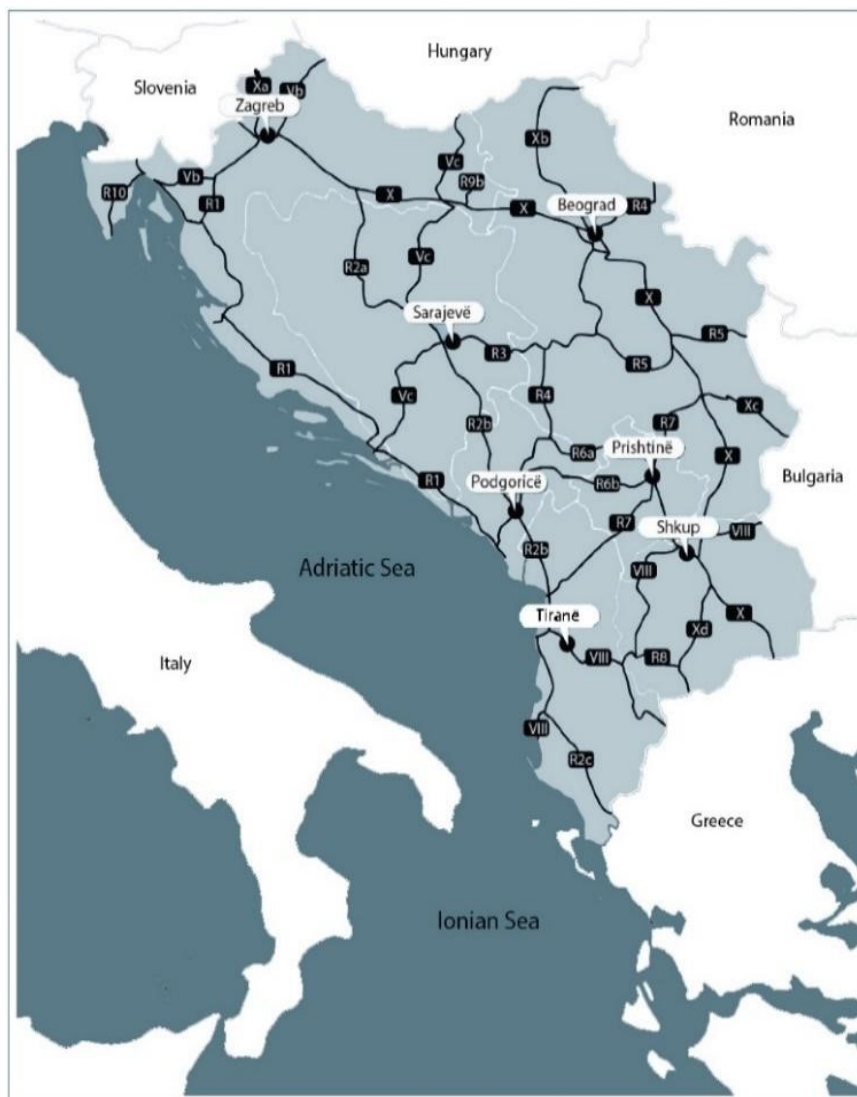 Hungary
Slovenia
Xa
Vb
Zagreb
Romania
Xb
Vc
R9b
Vb
R10
R1
X
X
Beograd
R4
R2a
Vc
X
Sarajevë
R5
R3
R5
R1
Vc
R4
Xc
R2b
R7
R6a
Prishtinë
X
R1
Podgoricë
R6b
Bulgaria
R7
Shkup
VIII
R2b
Adriatic Sea
VIII
Tiranë
Xd
X
Italy
VIII
R8
VIII
R2c
Greece
Ionian Sea